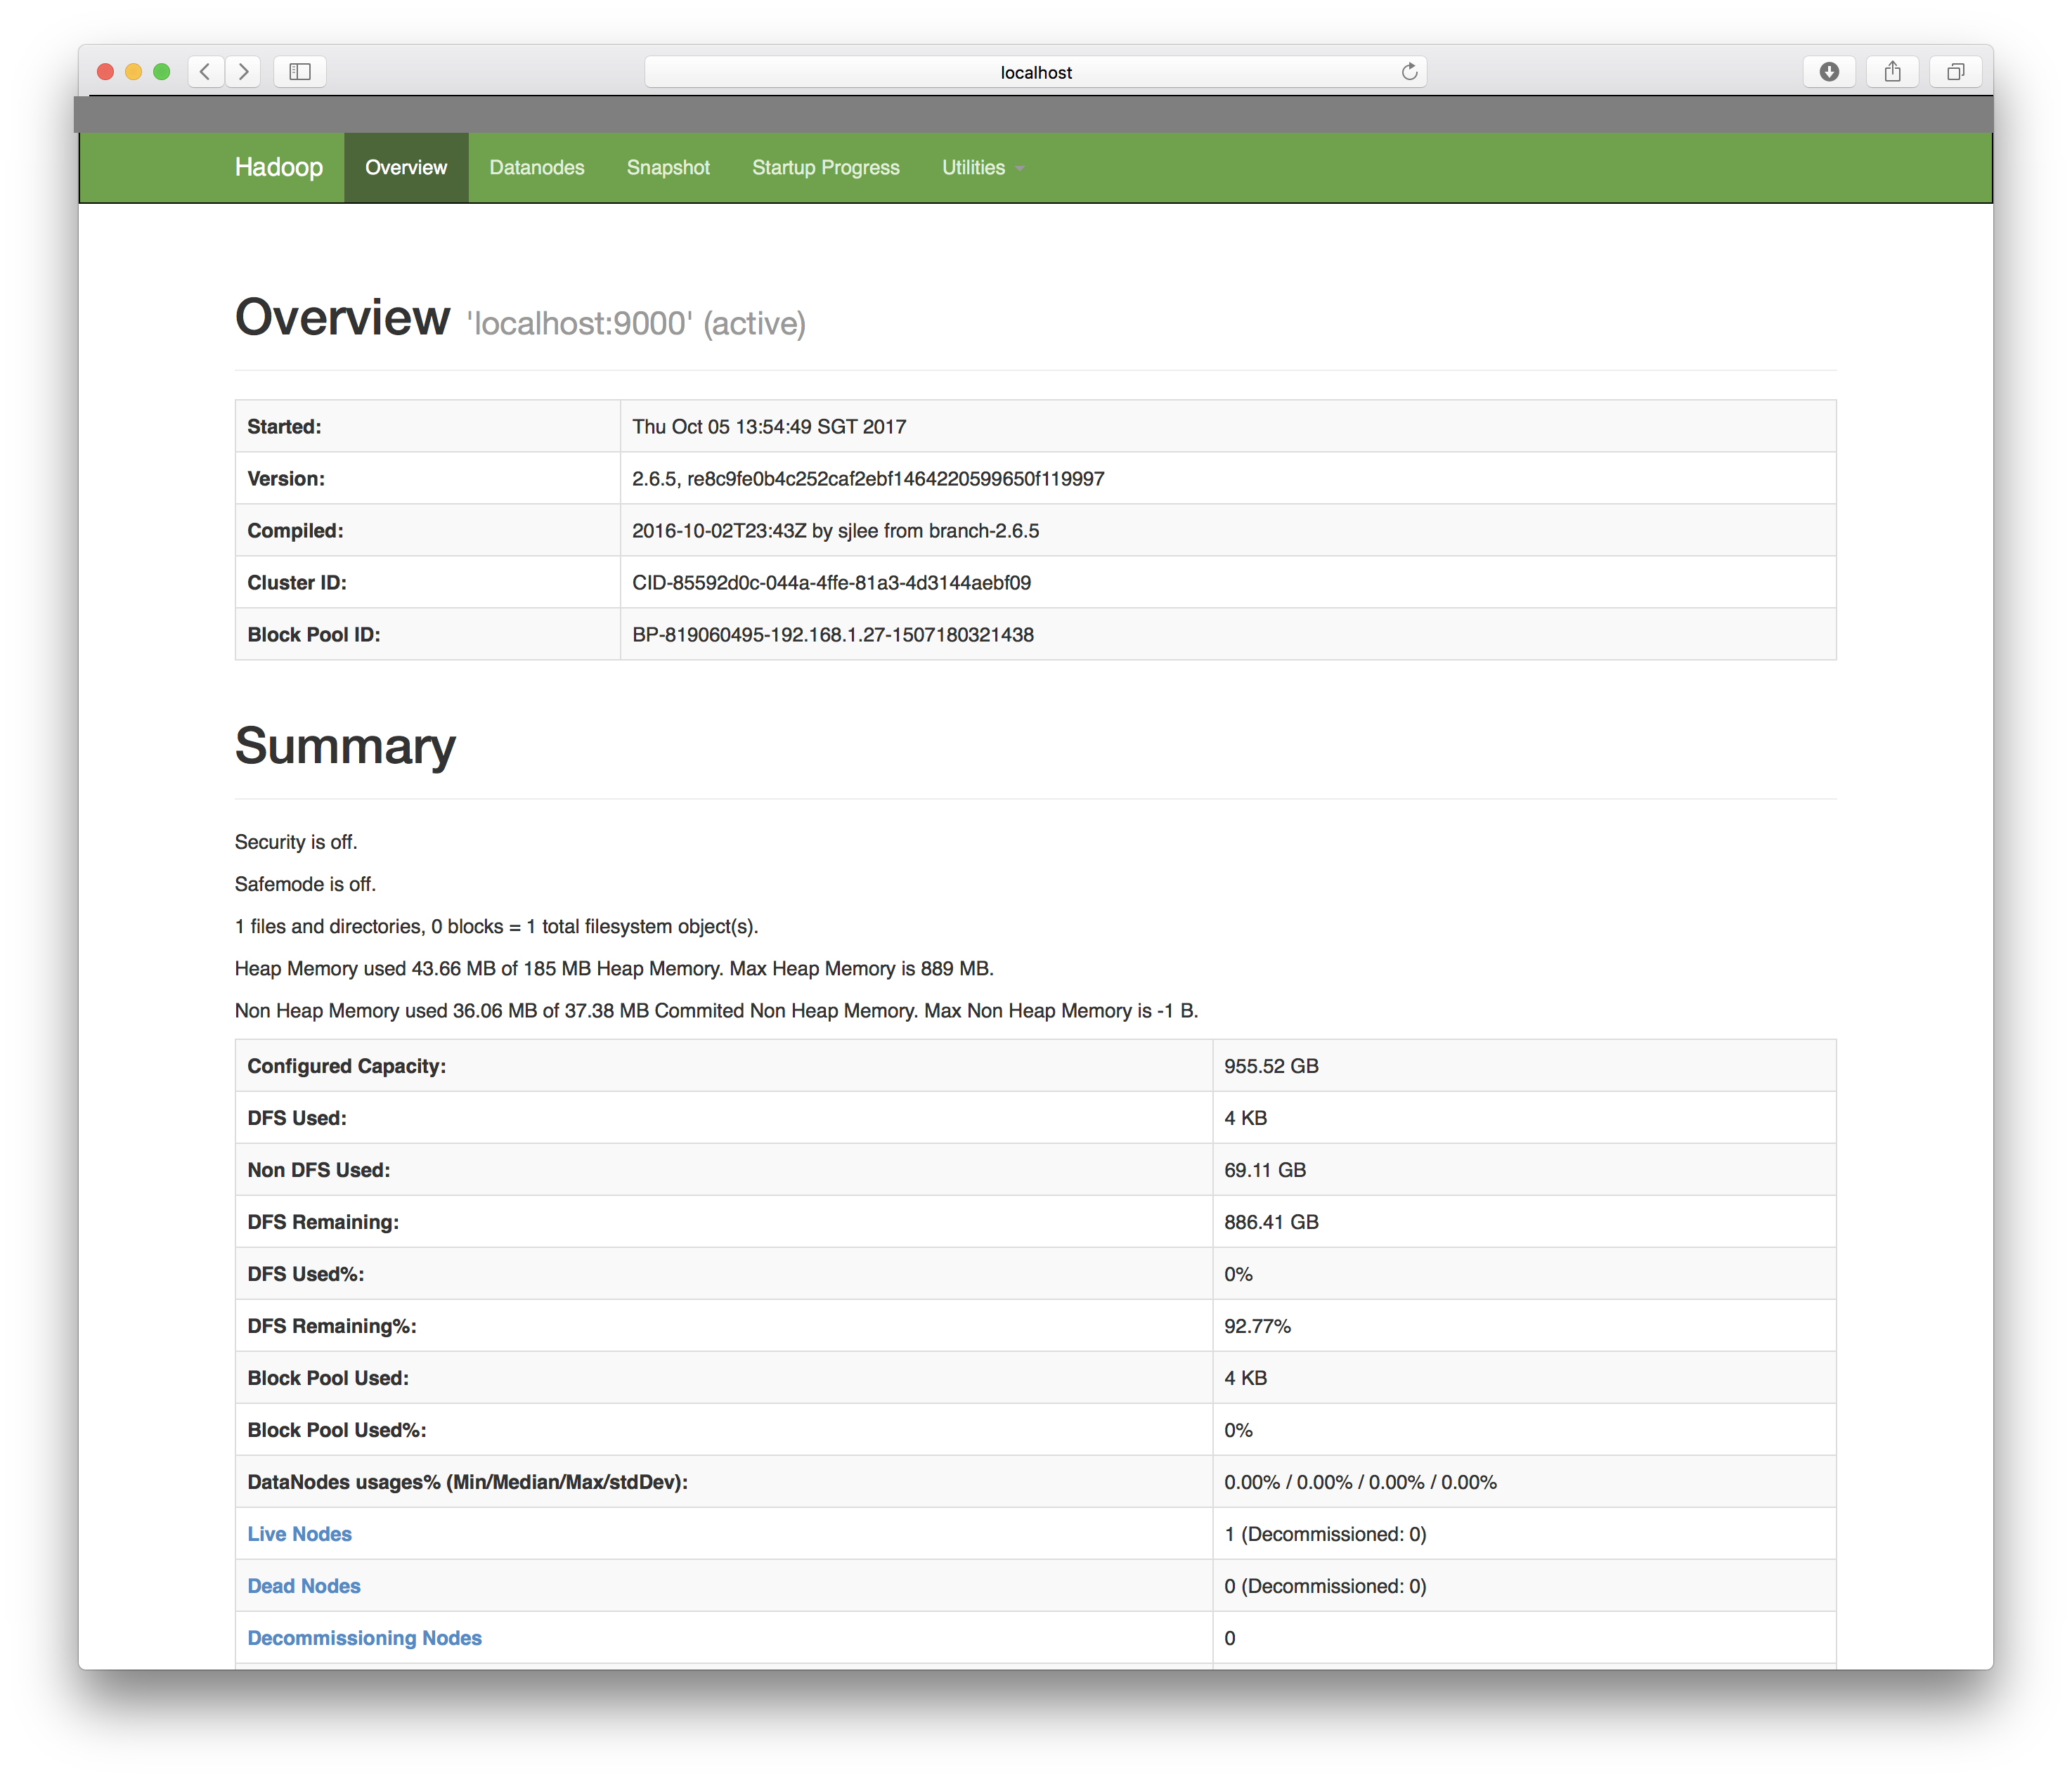 localhost
Hadoop Overview Datanodes Snapshot Startup Progress Utilities
Overview 'localhost:9000' (active)
Started: Thu Oct 05 13:54:49 SGT 2017
Version: 2.6.5, re8c9fe0b4c252caf2ebf1464220599650f119997
Compiled: 2016-10-02T23:43Z by sjlee from branch-2.6.5
Cluster ID: CID-85592d0c-044a-4ffe-81a3-4d3144aebf09
Block Pool ID: BP-819060495-192.168.1.27-1507180321438
Summary
Security is off.
Safemode is off.
1 files and directories, 0 blocks = 1 total filesystem object(s).
Heap Memory used 43.66 MB of 185 MB Heap Memory. Max Heap Memory is 889 MB.
Non Heap Memory used 36.06 MB of 37.38 MB Commited Non Heap Memory. Max Non Heap Memory is -1 B.
Configured Capacity: 955.52 GB
DFS Used: 4 KB
Non DFS Used: 69.11 GB
DFS Remaining: 886.41 GB
DFS Used%: 0%
DFS Remaining%: 92.77%
Block Pool Used: 4 KB
Block Pool Used%: 0%
DataNodes usages% (Min/Median/Max/stdDev): 0.00% / 0.00% / 0.00% / 0.00%
Live Nodes 1 (Decommissioned: 0)
Dead Nodes 0 (Decommissioned: 0)
Decommissioning Nodes 0